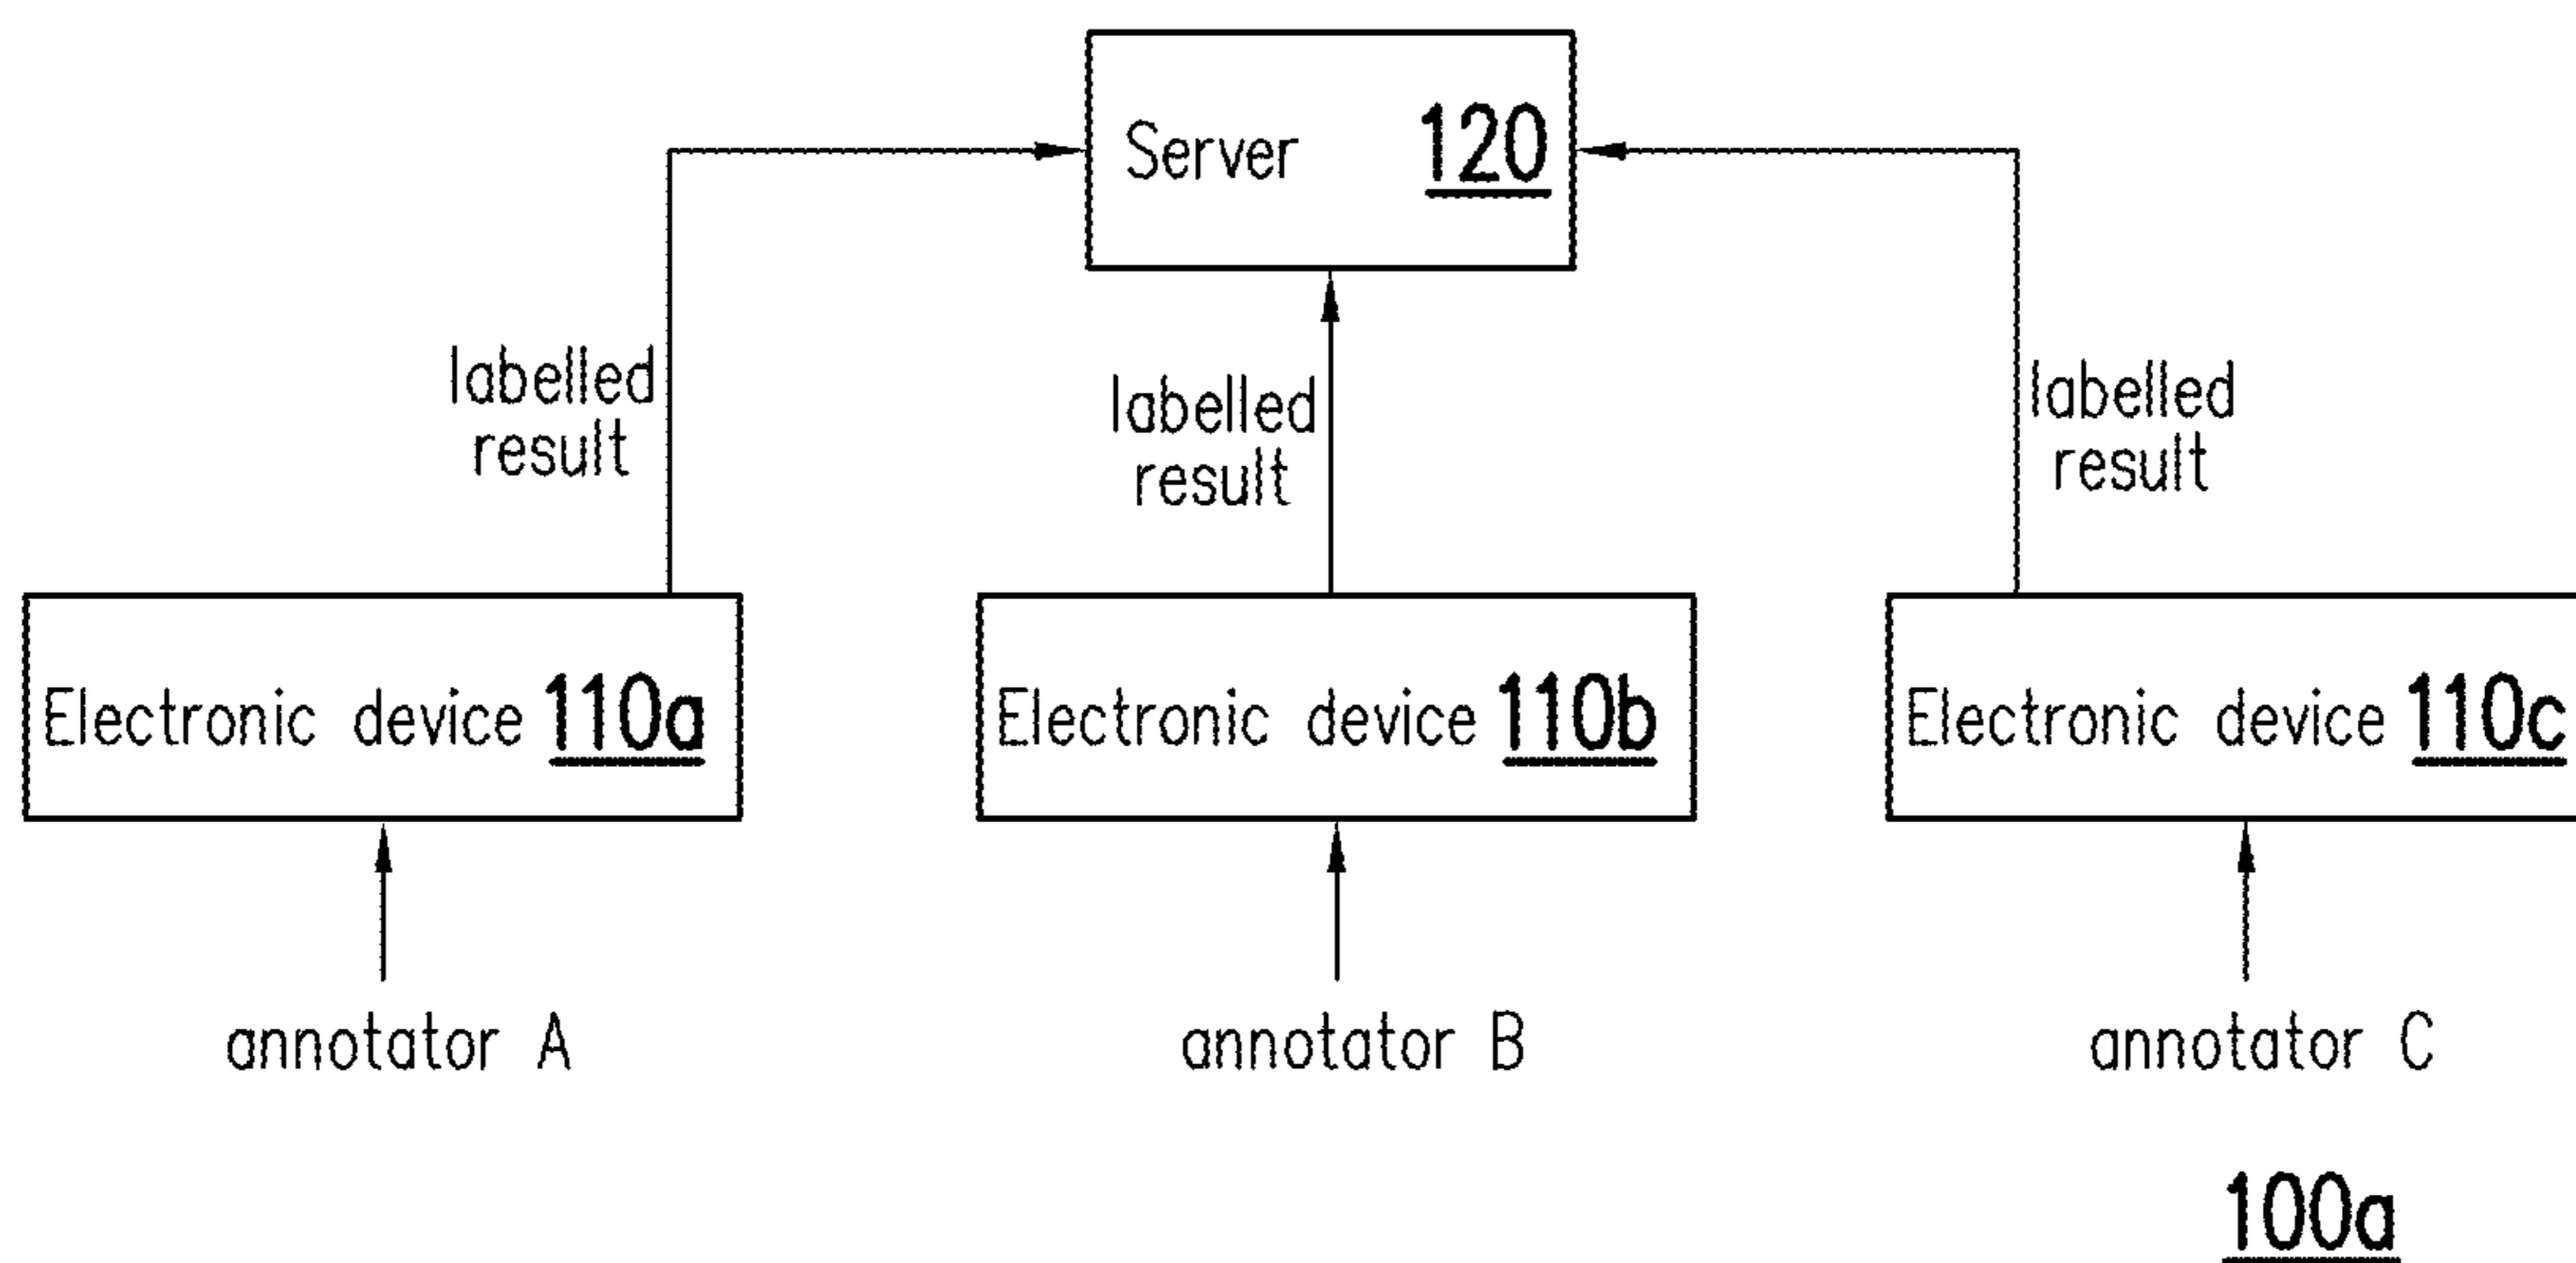 Server 120
labelled
result
labelled
result
labelled
result
Electronic device 110a
Electronic device 110b
Electronic device 110c
annotator A
annotator B
annotator C
100a